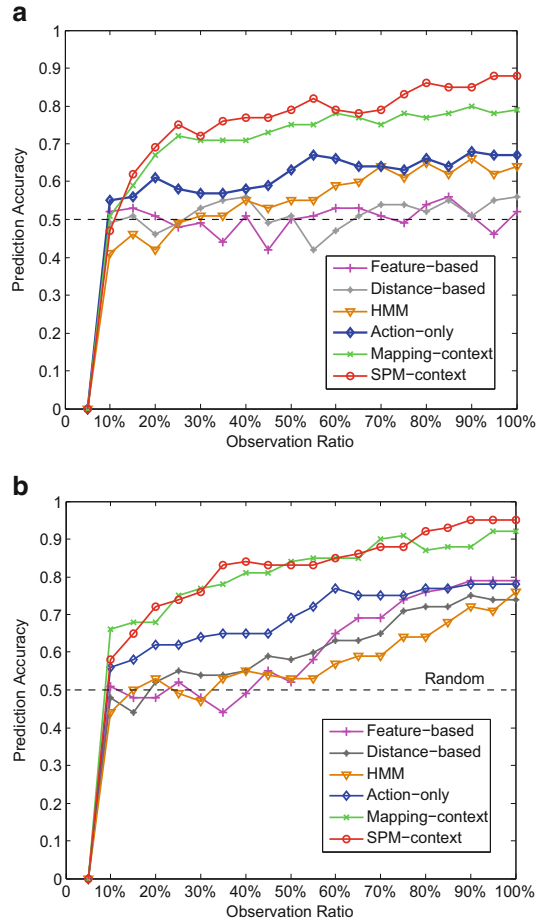 a
1
0.9
0.8
0.7
0.6
0.5
0.4
0.3
0.2
0.1
0
Prediction Accuracy
Feature−based
Distance−based
HMM
Action−only
Mapping−context
SPM−context
0 10% 20% 30% 40% 50% 60% 70% 80% 90% 100%
Observation Ratio
b
1
0.9
0.8
0.7
0.6
0.5
0.4
0.3
0.2
0.1
0
Prediction Accuracy
Random
Feature−based
Distance−based
HMM
Action−only
Mapping−context
SPM−context
0 10% 20% 30% 40% 50% 60% 70% 80% 90% 100%
Observation Ratio